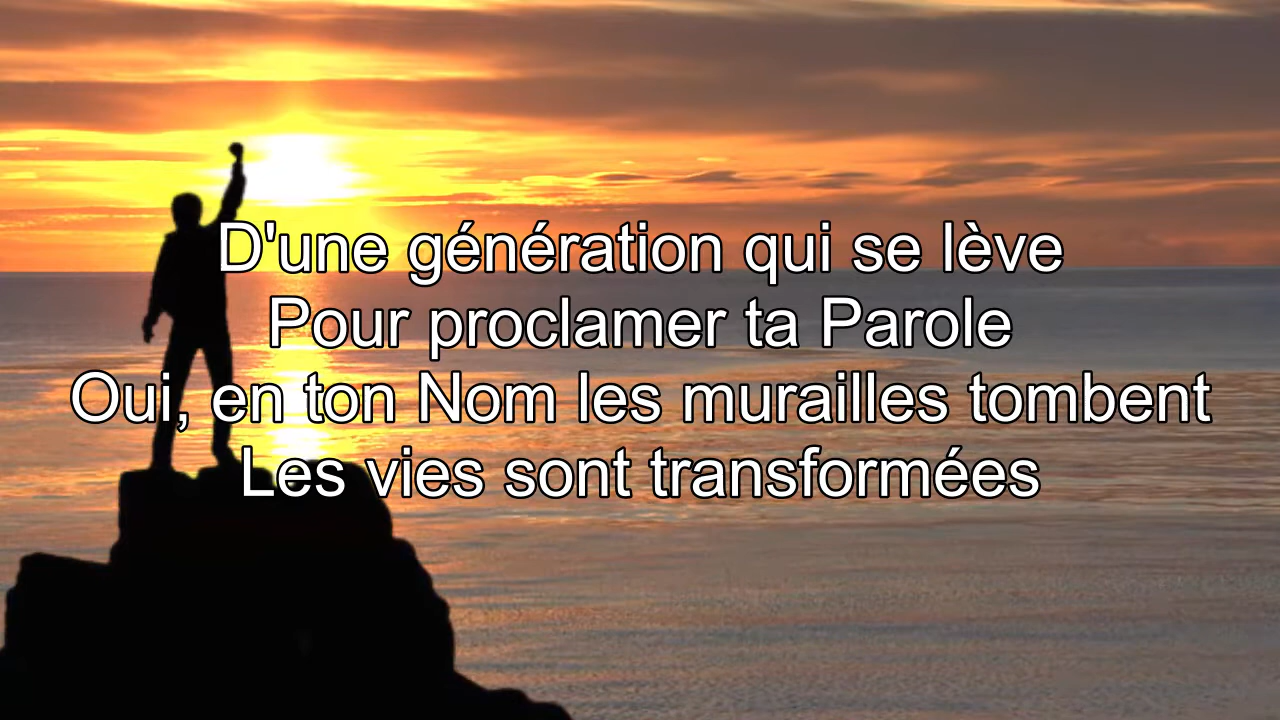 D'une génération qui se lève
Pour proclamer ta Parole
Oui, en ton Nom les murailles tombent
Les vies sont transformées